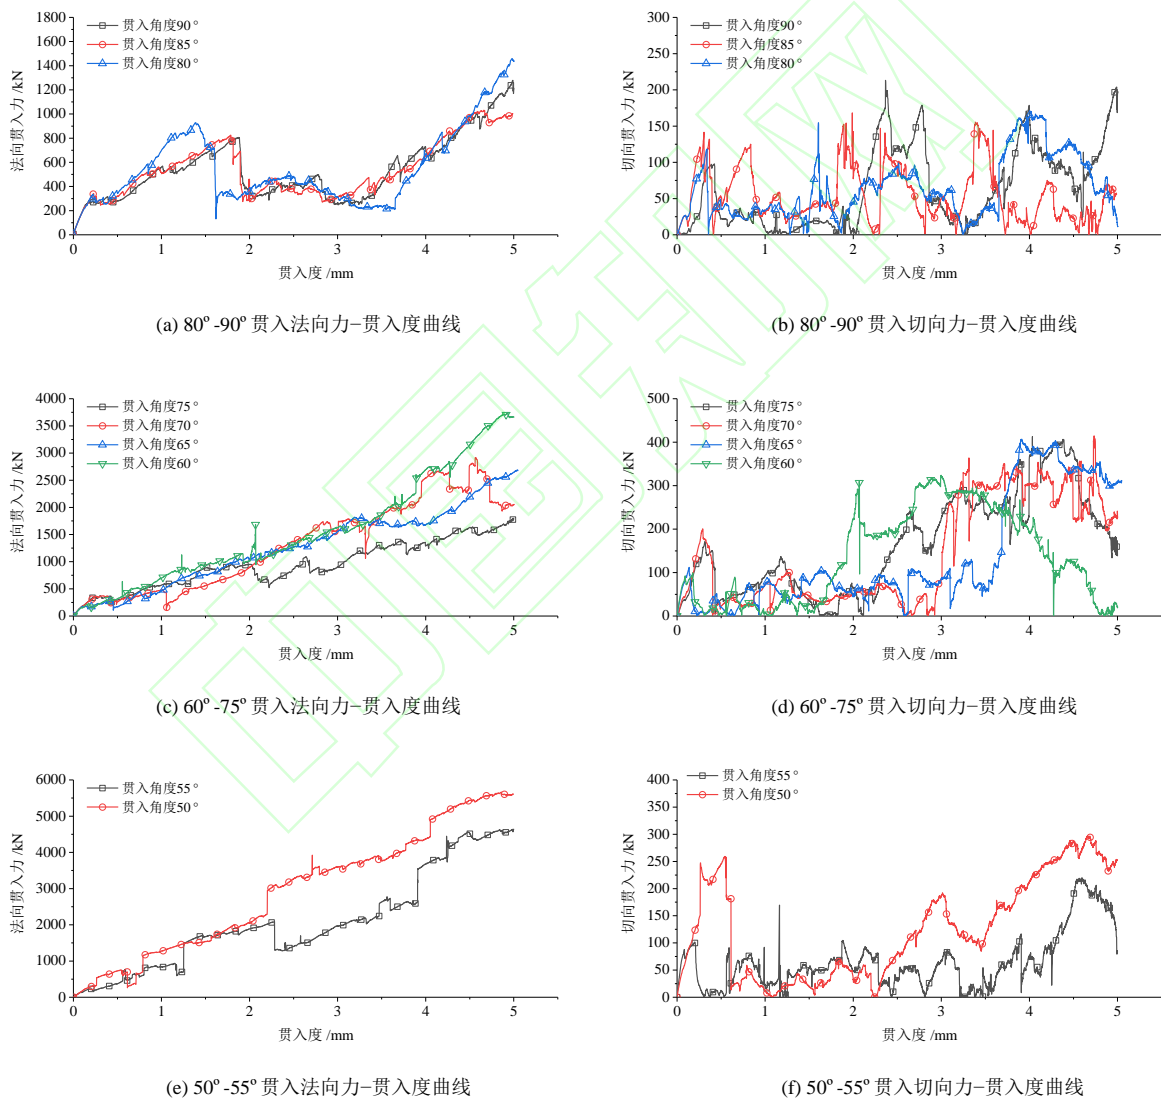 1800
1600
1400
1200
1000
800
600
400
200
0
法向贯入力 /kN
贯入角度90°
贯入角度85°
贯入角度80°
0 1 2 3 4 5
贯入度 /mm
(a) 80º -90º 贯入法向力−贯入度曲线
300
250
200
150
100
50
0
切向贯入力 /kN
贯入角度90°
贯入角度85°
贯入角度80°
0 1 2 3 4 5
贯入度 /mm
(b) 80º -90º 贯入切向力−贯入度曲线
4000
3500
3000
2500
2000
1500
1000
500
0
法向贯入力 /kN
贯入角度75°
贯入角度70°
贯入角度65°
贯入角度60°
0 1 2 3 4 5
贯入度 /mm
(c) 60º -75º 贯入法向力−贯入度曲线
500
400
300
200
100
0
切向贯入力 /kN
贯入角度75°
贯入角度70°
贯入角度65°
贯入角度60°
0 1 2 3 4 5
贯入度 /mm
(d) 60º -75º 贯入切向力−贯入度曲线
6000
5000
4000
3000
2000
1000
0
法向贯入力 /kN
贯入角度55°
贯入角度50°
0 1 2 3 4 5
贯入度 /mm
(e) 50º -55º 贯入法向力−贯入度曲线
400
350
300
250
200
150
100
50
0
切向贯入力 /kN
贯入角度55°
贯入角度50°
0 1 2 3 4 5
贯入度 /mm
(f) 50º -55º 贯入切向力−贯入度曲线